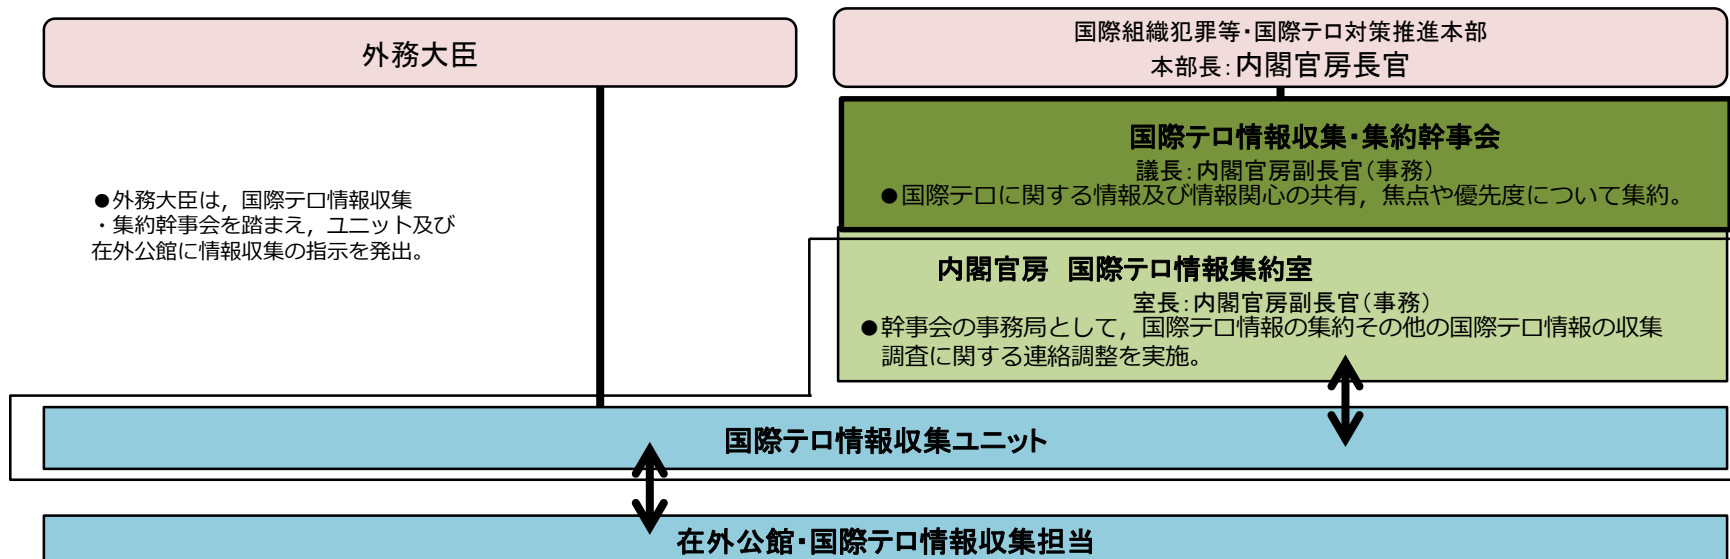 外務大臣
国際組織犯罪等・国際テロ対策推進本部
本部長：内閣官房長官
国際テロ情報収集・集約幹事会
議長：内閣官房副長官（事務）
●国際テロに関する情報及び情報関心の共有，焦点や優先度について集約。
●外務大臣は，国際テロ情報収集
・集約幹事会を踏まえ，ユニット及び
在外公館に情報収集の指示を発出。
内閣官房　国際テロ情報集約室
室長：内閣官房副長官（事務）
●幹事会の事務局として，国際テロ情報の集約その他の国際テロ情報の収集
調査に関する連絡調整を実施。
国際テロ情報収集ユニット
在外公館・国際テロ情報収集担当